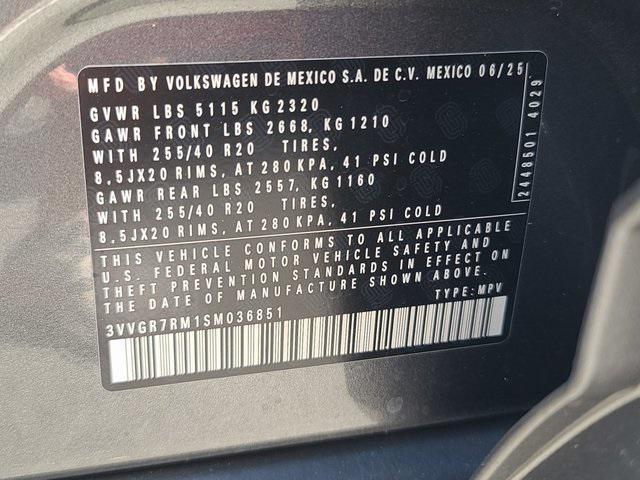 MFD BY VOLKSWAGEN DE MEXICO S.A. DE C.V. MEXICO 06/25
GVWR LBS 5115 KG 2320
GAWR FRONT LBS 2668, KG 1210
WITH 255/40 R20 TIRES,
8,5JX20 RIMS, AT 280 KPA, 41 PSI COLD
GAWR REAR LBS 2557, KG 1160
WITH 255/40 R20 TIRES,
8,5JX20 RIMS, AT 280 KPA, 41 PSI COLD
2448501 4029
THIS VEHICLE CONFORMS TO ALL APPLICABLE
U.S. FEDERAL MOTOR VEHICLE SAFETY AND
THEFT PREVENTION STANDARDS IN EFFECT ON
THE DATE OF MANUFACTURE SHOWN ABOVE.
TYPE: MPV
3VVGR7RM1SM036851